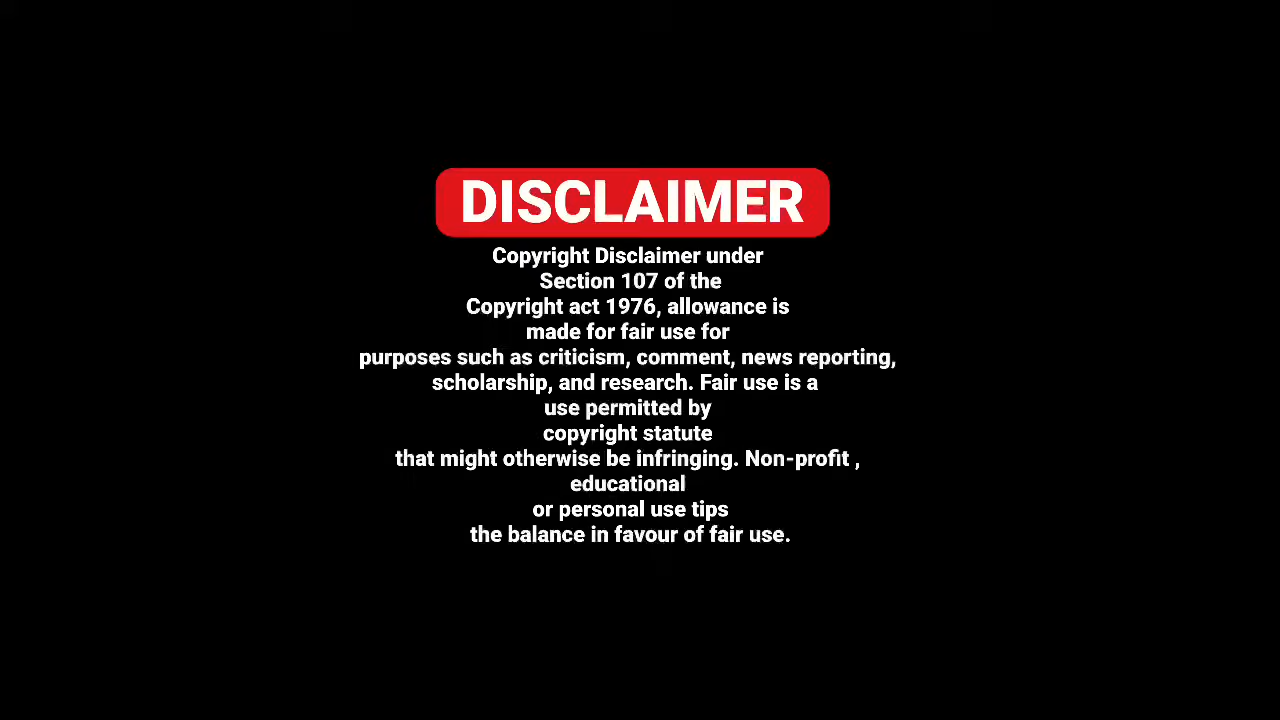 DISCLAIMER
Copyright Disclaimer under
Section 107 of the
Copyright act 1976, allowance is
made for fair use for
purposes such as criticism, comment, news reporting,
scholarship, and research. Fair use is a
use permitted by
copyright statute
that might otherwise be infringing. Non-profit ,
educational
or personal use tips
the balance in favour of fair use.